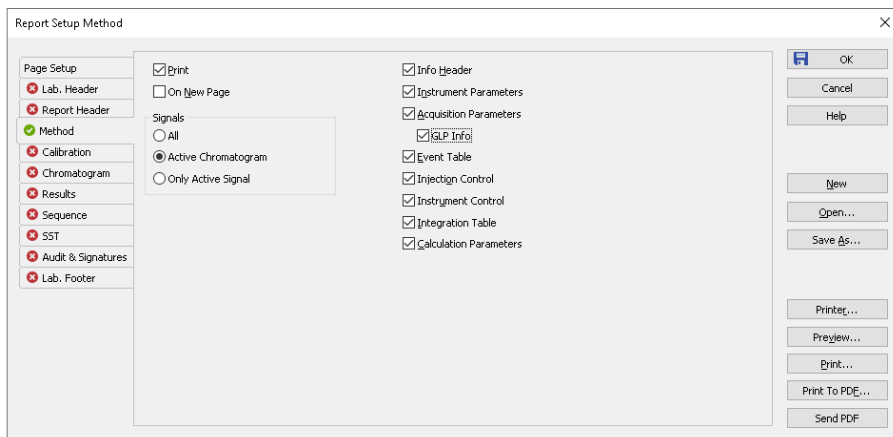 Report Setup Method
Page Setup
Lab. Header
Report Header
Method
Calibration
Chromatogram
Results
Sequence
SST
Audit & Signatures
Lab. Footer
Print
On New Page
Signals
All
Active Chromatogram
Only Active Signal
Info Header
Instrument Parameters
Acquisition Parameters
GLP Info
Event Table
Injection Control
Instrument Control
Integration Table
Calculation Parameters
OK
Cancel
Help
New
Open...
Save As...
Printer...
Preview...
Print...
Print To PDF...
Send PDF